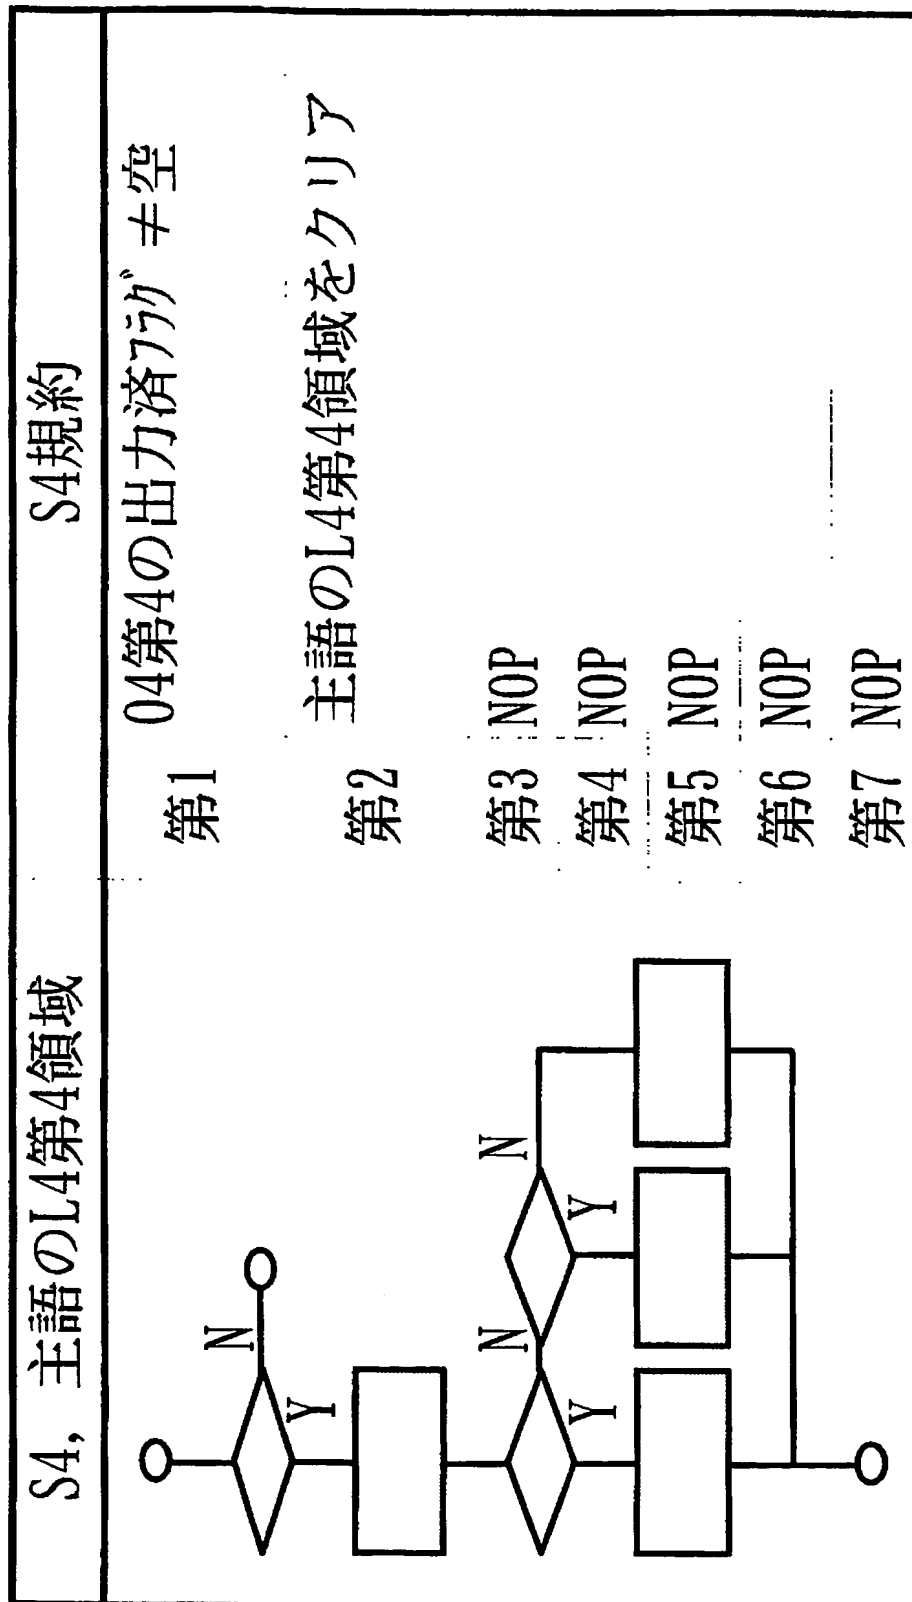 S4, 主語のL4第4領域
S4規約
第1 04第4の出力済ﾌﾗｸﾞ ≠空
第2 主語のL4第4領域をクリア
第3 NOP
第4 NOP
第5 NOP
第6 NOP
第7 NOP
N
Y
N
N
Y
Y